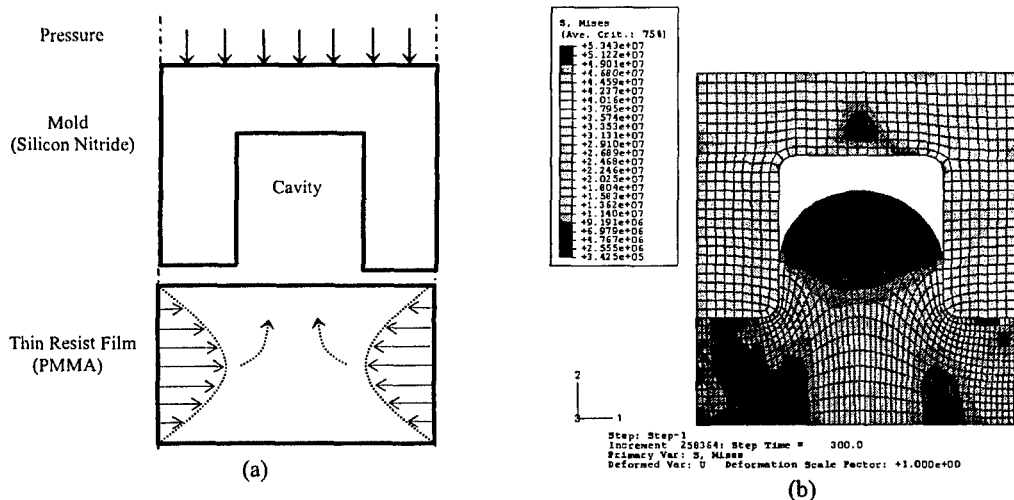 Pressure
Mold
(Silicon Nitride)
Cavity
Thin Resist Film
(PMMA)
(a)
S, Mises
(Ave. Crit.: 75%)
+5.343e+07
+5.122e+07
+4.901e+07
+4.680e+07
+4.459e+07
+4.237e+07
+4.016e+07
+3.795e+07
+3.574e+07
+3.353e+07
+3.131e+07
+2.910e+07
+2.689e+07
+2.468e+07
+2.246e+07
+2.025e+07
+1.804e+07
+1.583e+07
+1.362e+07
+1.140e+07
+9.191e+06
+6.979e+06
+4.767e+06
+2.555e+06
+3.425e+05
2
3
1
Step: Step-1
Increment 258364: Step Time = 300.0
Primary Var: S, Mises
Deformed Var: U Deformation Scale Factor: +1.000e+00
(b)